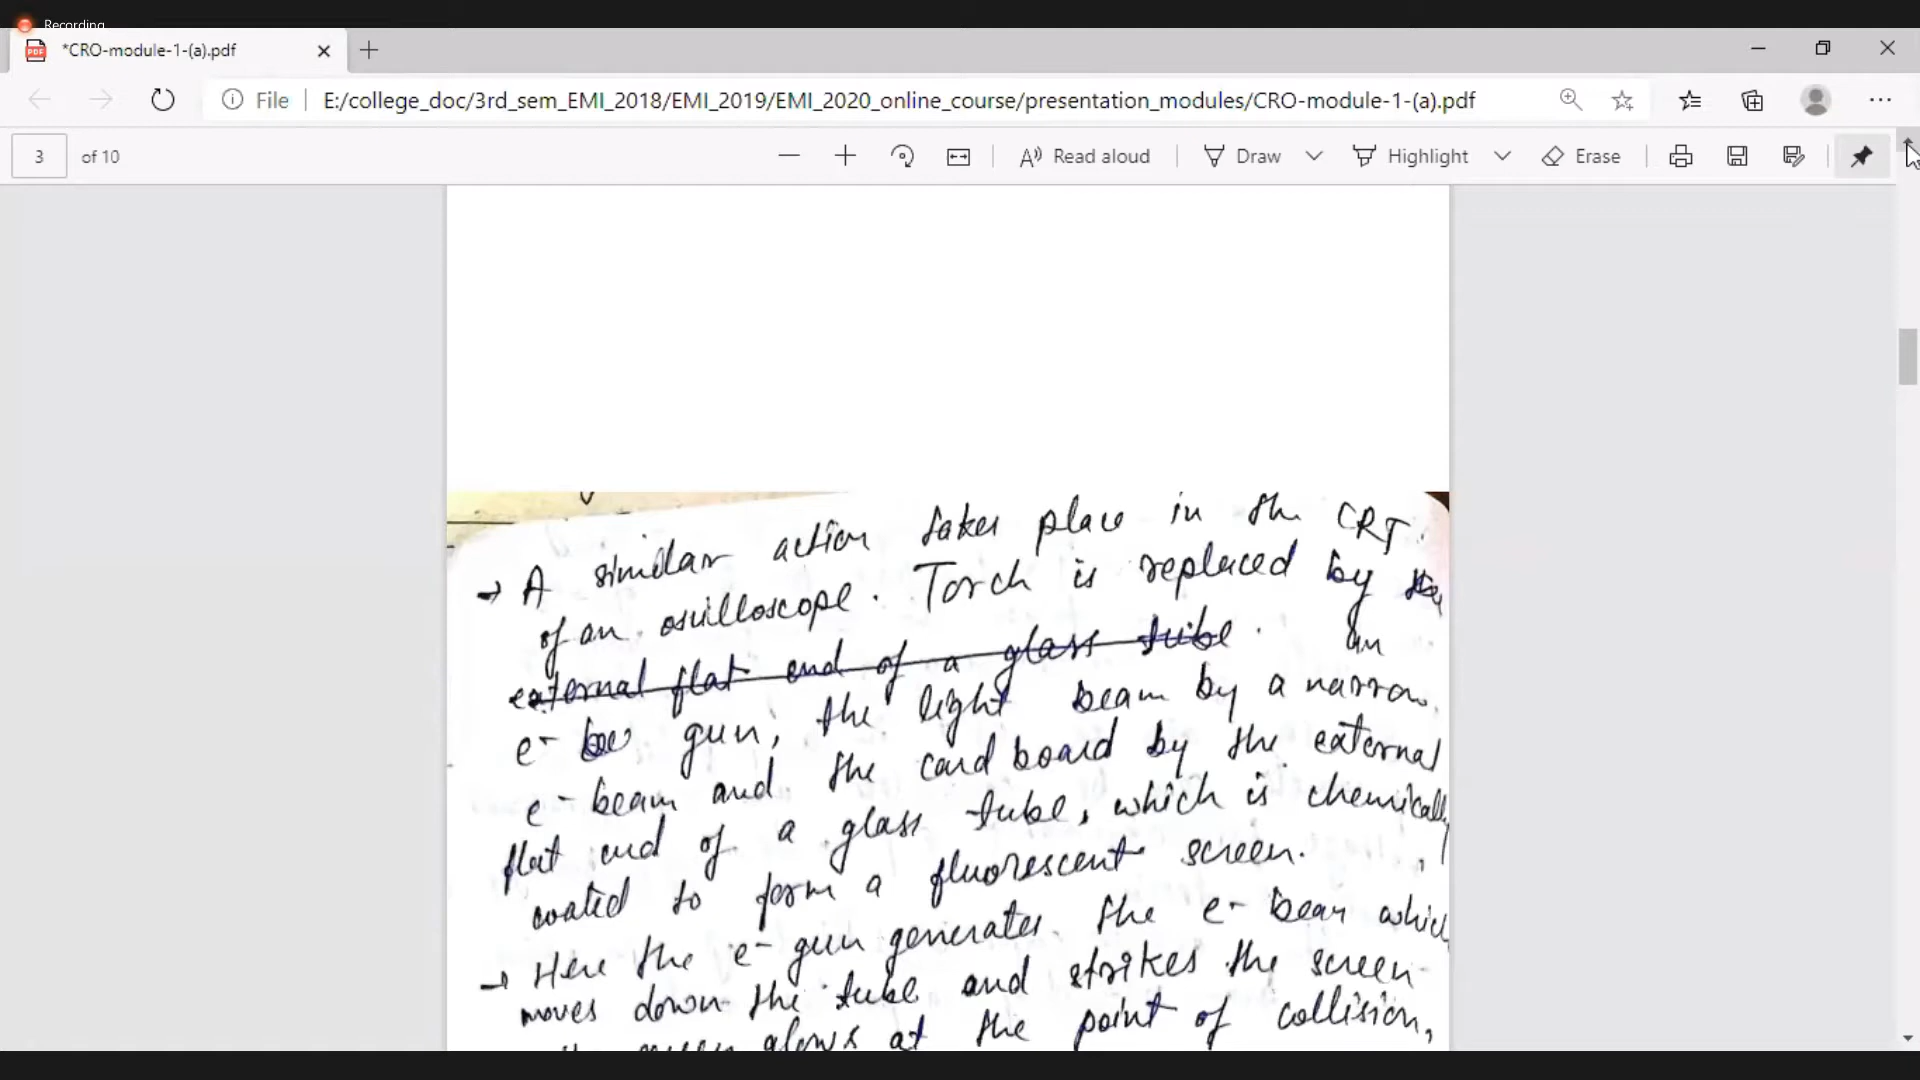 Recording
*CRO-module-1-(a).pdf
File
E:/college_doc/3rd_sem_EMI_2018/EMI_2019/EMI_2020_online_course/presentation_modules/CRO-module-1-(a).pdf
3 of 10
Read aloud
Draw
Highlight
Erase
→ A similar action takes place in the CRT
of an oscilloscope. Torch is replaced by the
external flat end of a glass tube. an
e- gun, the light beam by a narrow
e- beam and the card board by the external
flat end of a glass tube, which is chemically
coated to form a fluorescent screen.
→ Here the e- gun generates the e- beam which
moves down the tube and strikes the screen
screen glows at the point of collision,